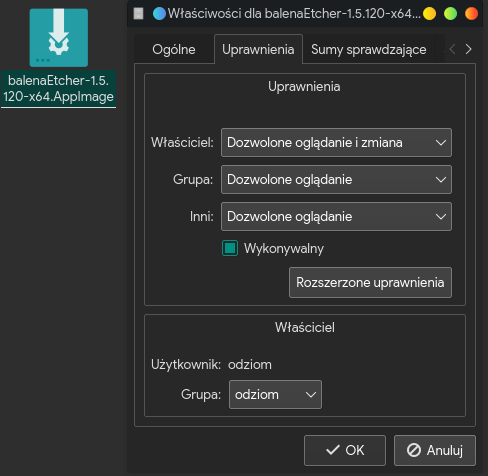 balenaEtcher-1.5.
120-x64.AppImage
Właściwości dla balenaEtcher-1.5.120-x64...
Ogólne
Uprawnienia
Sumy sprawdzające
Uprawnienia
Właściciel: Dozwolone oglądanie i zmiana
Grupa: Dozwolone oglądanie
Inni: Dozwolone oglądanie
Wykonywalny
Rozszerzone uprawnienia
Właściciel
Użytkownik: odziom
Grupa: odziom
OK
Anuluj